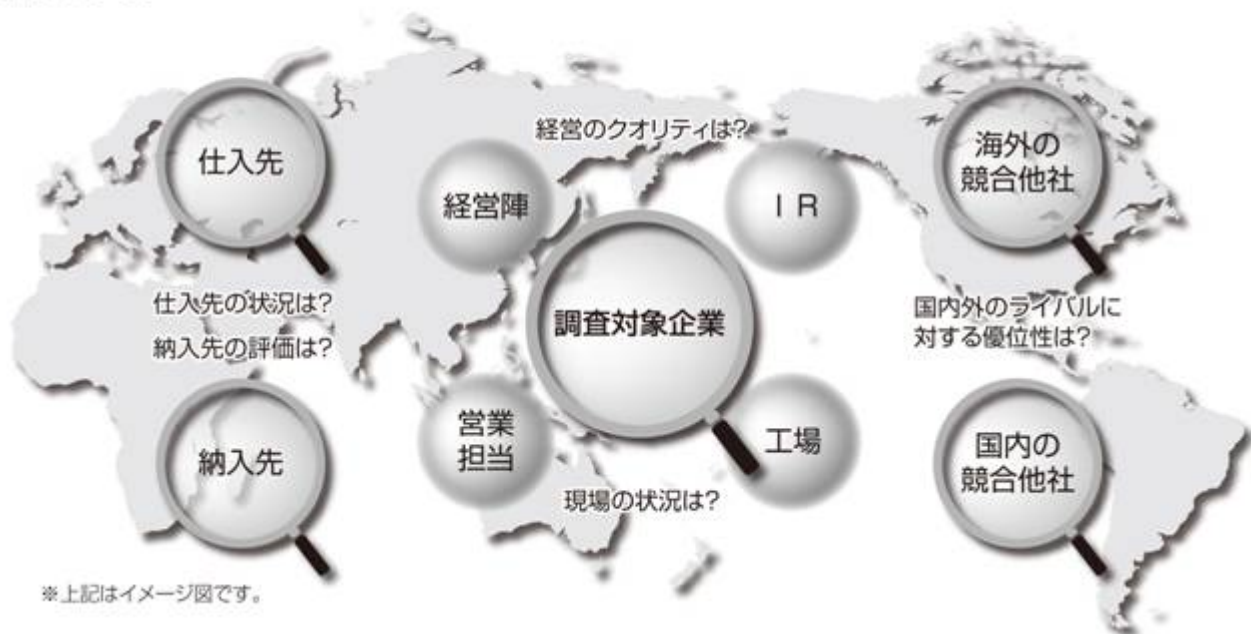 仕入先
経営のクオリティは?
海外の
競合他社
経営陣
ＩＲ
調査対象企業
仕入先の状況は?
納入先の評価は?
国内外のライバルに
対する優位性は?
納入先
営業
担当
工場
国内の
競合他社
現場の状況は?
※上記はイメージ図です。